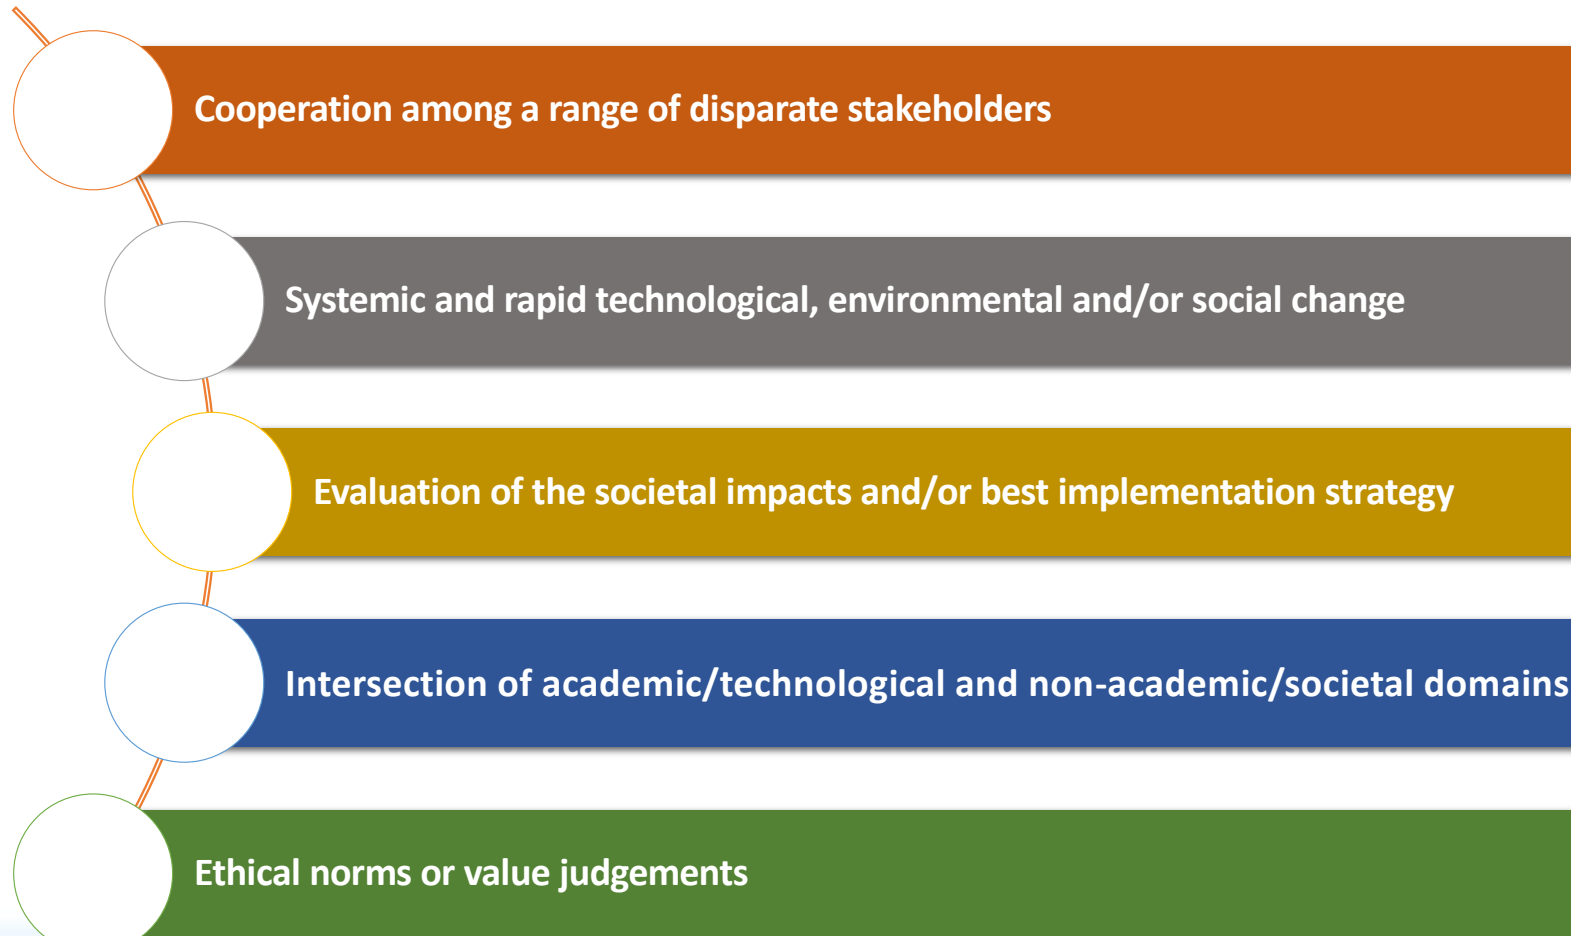 Cooperation among a range of disparate stakeholders
Systemic and rapid technological, environmental and/or social change
Evaluation of the societal impacts and/or best implementation strategy
Intersection of academic/technological and non-academic/societal domains
Ethical norms or value judgements